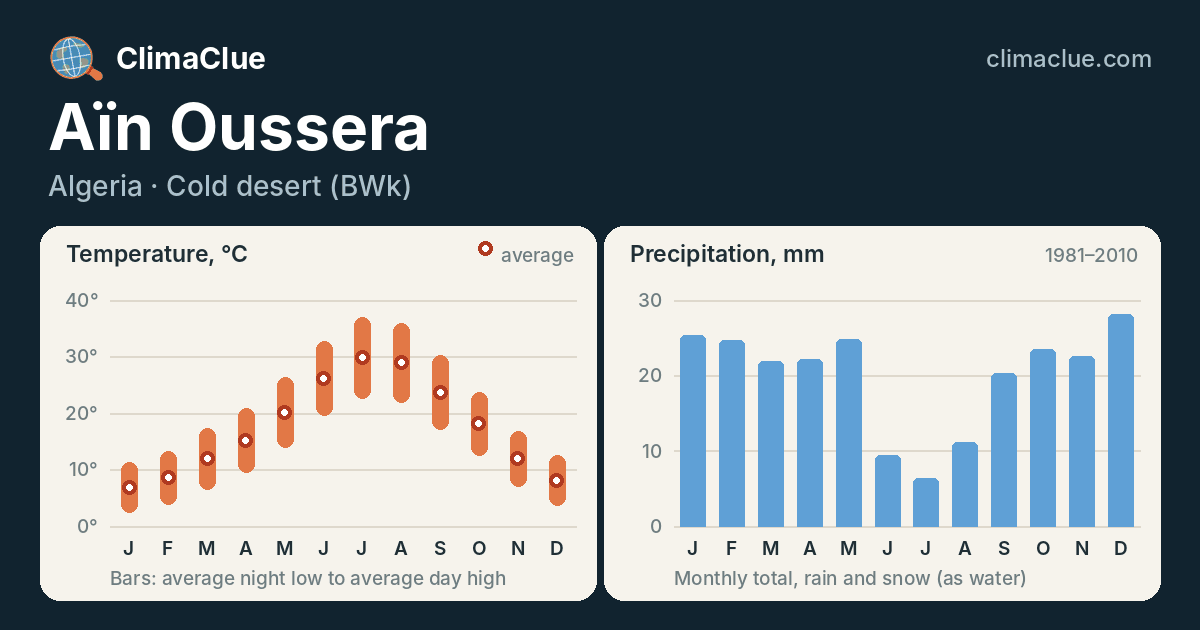 ClimaClue
climaclue.com
Aïn Oussera
Algeria · Cold desert (BWk)
Temperature, °C
average
40°
30°
20°
10°
0°
J F M A M J J A S O N D
Bars: average night low to average day high
Precipitation, mm
1981–2010
30
20
10
0
J F M A M J J A S O N D
Monthly total, rain and snow (as water)